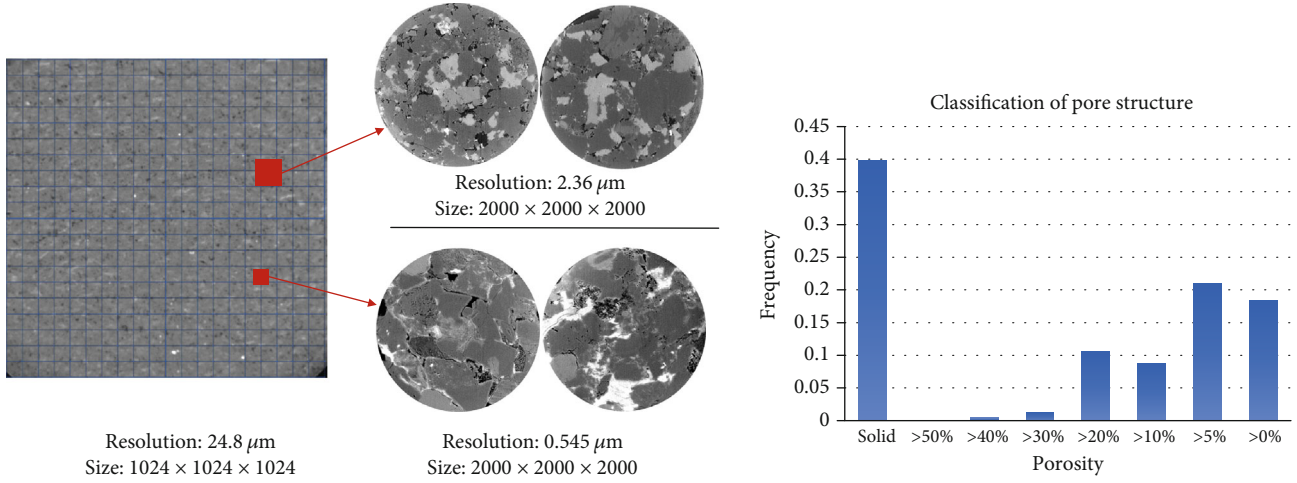 Resolution: 2.36 μm
Size: 2000 × 2000 × 2000
Resolution: 24.8 μm
Size: 1024 × 1024 × 1024
Resolution: 0.545 μm
Size: 2000 × 2000 × 2000
Classification of pore structure
Frequency
0.45
0.4
0.35
0.3
0.25
0.2
0.15
0.1
0.05
0
Solid >50% >40% >30% >20% >10% >5% >0%
Porosity